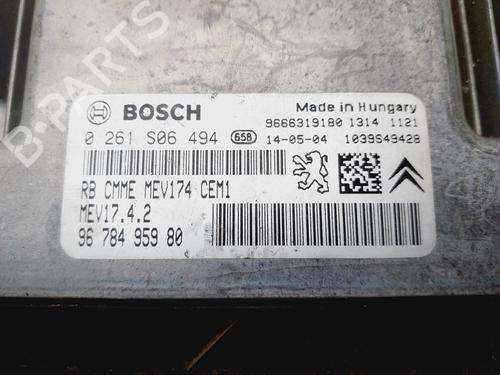 B-PARTS
BOSCH
Made in Hungary
9666319180 1314 1121
0 261 S06 494 658 14-05-04 1039S49428
RB CMME MEV174 CEM1
MEV17.4.2
96 784 959 80